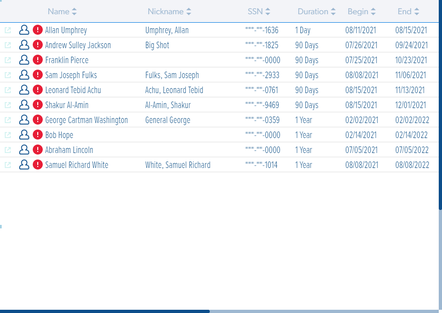 Name Nickname SSN Duration Begin End
Allan Umphrey Umphrey, Allan ***-**-1636 1 Day 08/11/2021 08/15/2021
Andrew Sulley Jackson Big Shot ***-**-1825 90 Days 07/26/2021 09/24/2021
Franklin Pierce ***-**-0000 90 Days 07/25/2021 10/23/2021
Sam Joseph Fulks Fulks, Sam Joseph ***-**-2933 90 Days 08/08/2021 11/06/2021
Leonard Tebid Achu Achu, Leonard Tebid ***-**-0761 90 Days 08/15/2021 11/13/2021
Shakur Al-Amin Al-Amin, Shakur ***-**-9469 90 Days 08/15/2021 12/01/2021
George Cartman Washington General George ***-**-0359 1 Year 02/02/2021 02/02/2022
Bob Hope ***-**-0000 1 Year 02/14/2021 02/14/2022
Abraham Lincoln ***-**-0000 1 Year 07/05/2021 07/05/2022
Samuel Richard White White, Samuel Richard ***-**-1014 1 Year 08/08/2021 08/08/2022